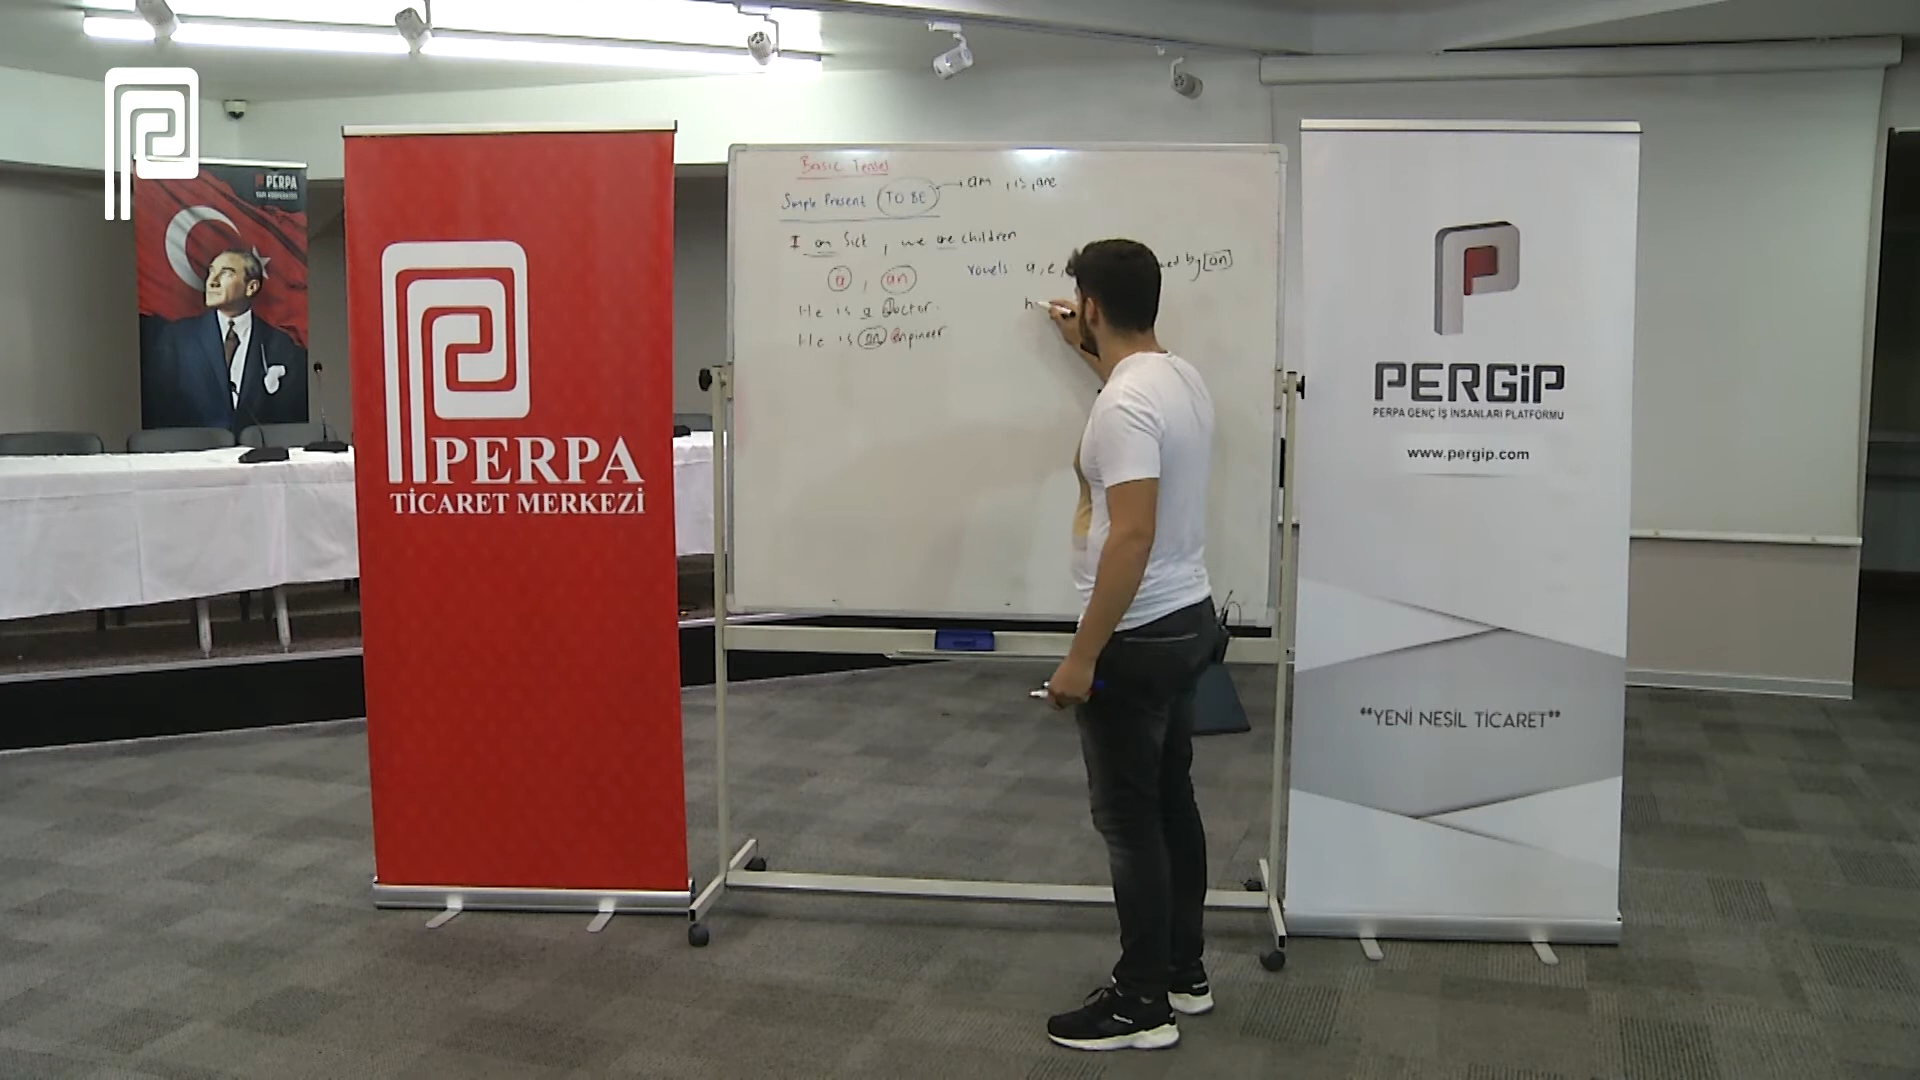 PERPA
PERPA
TİCARET MERKEZİ
Basic Tenses
Simple Present TO BE → am, is, are
I am sick, we are children
a, an
vowels a, e, by an
He is a doctor.
He is an engineer
PERGİP
PERPA GENÇ İŞ İNSANLARI PLATFORMU
www.pergip.com
“YENİ NESİL TİCARET”